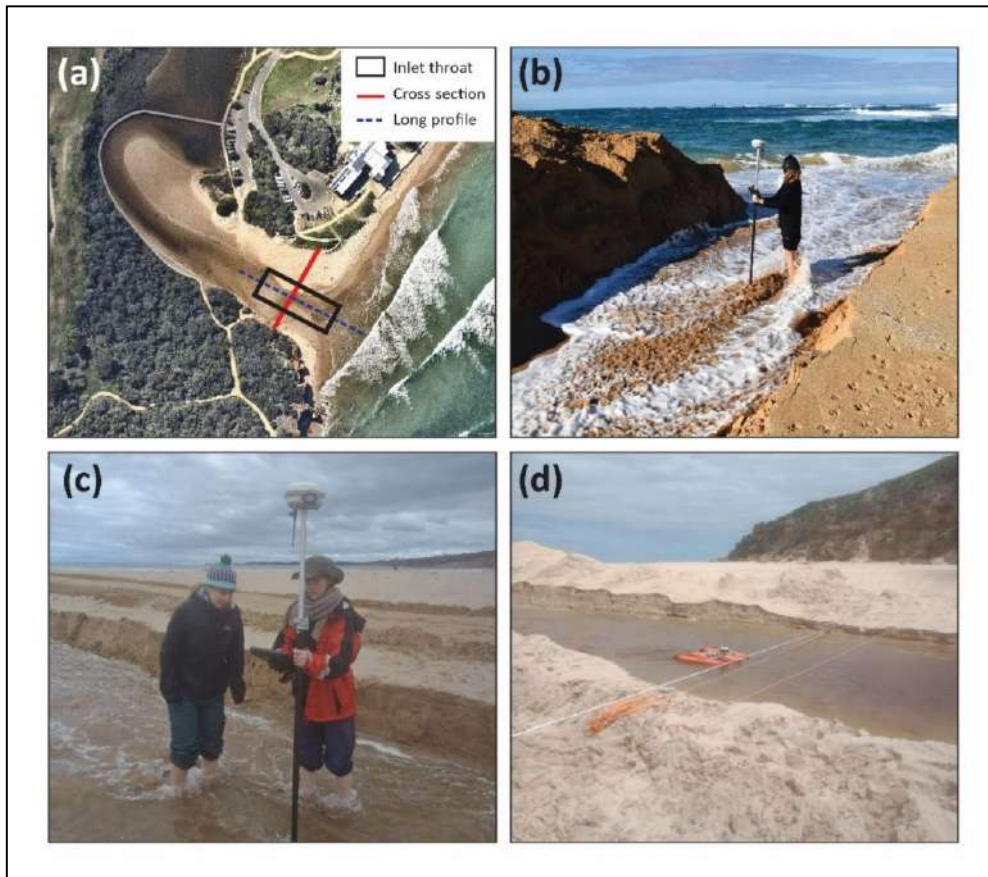 (a)
Inlet throat
Cross section
Long profile
(b)
(c)
(d)